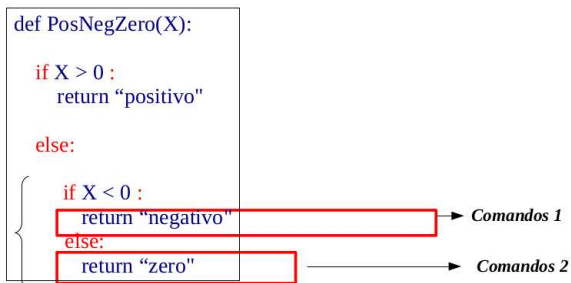 def PosNegZero(X):
if X > 0 :
return “positivo"
else:
if X < 0 :
return “negativo"
Comandos 1
else:
return “zero"
Comandos 2